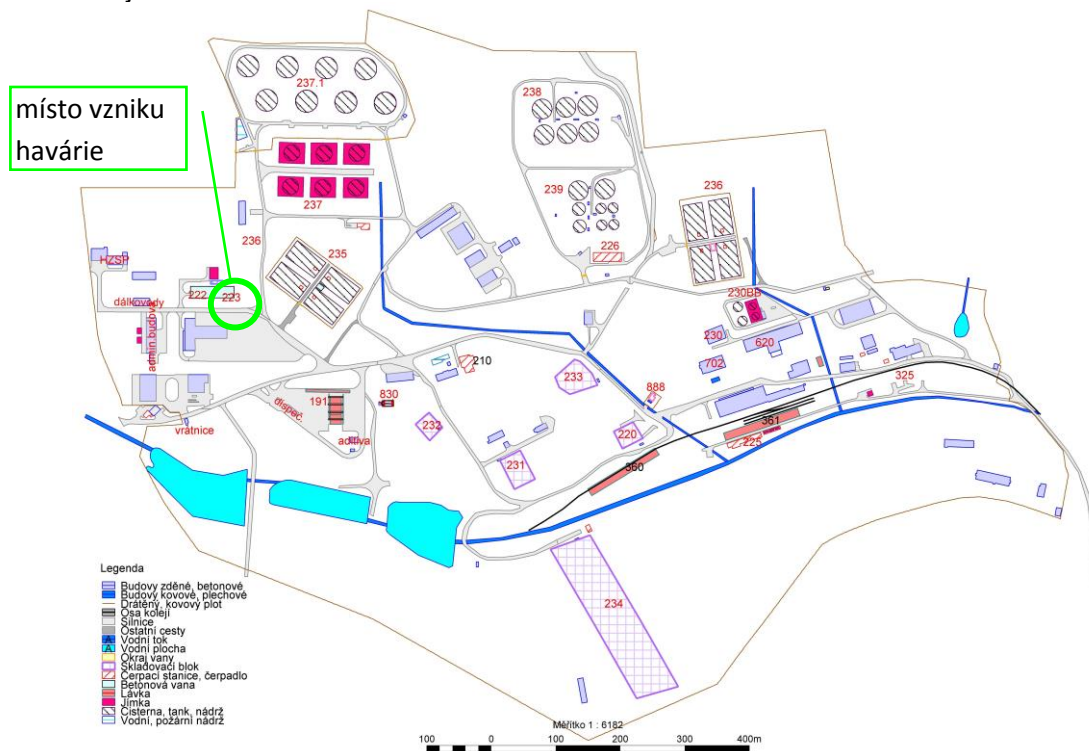 místo vzniku
havárie
237.1
238
237
239
236
236
235
226
HZSP
222
223
dálkovody
admin.budova
230BB
230
620
702
210
233
888
325
191
830
232
dispeč.
aditiva
vrátnice
220
361
225
231
360
234
Legenda
Budovy zděné, betonové
Budovy kovové, plechové
Drátěný, kovový plot
Osa kolejí
Silnice
Ostatní cesty
A Vodní tok
A Vodní plocha
Okraj vany
Skladovací blok
Čerpací stanice, čerpadlo
Betonová vana
Lávka
Jímka
Cisterna, tank, nádrž
Vodní, požární nádrž
Měřítko 1 : 6182
100 0 100 200 300 400m